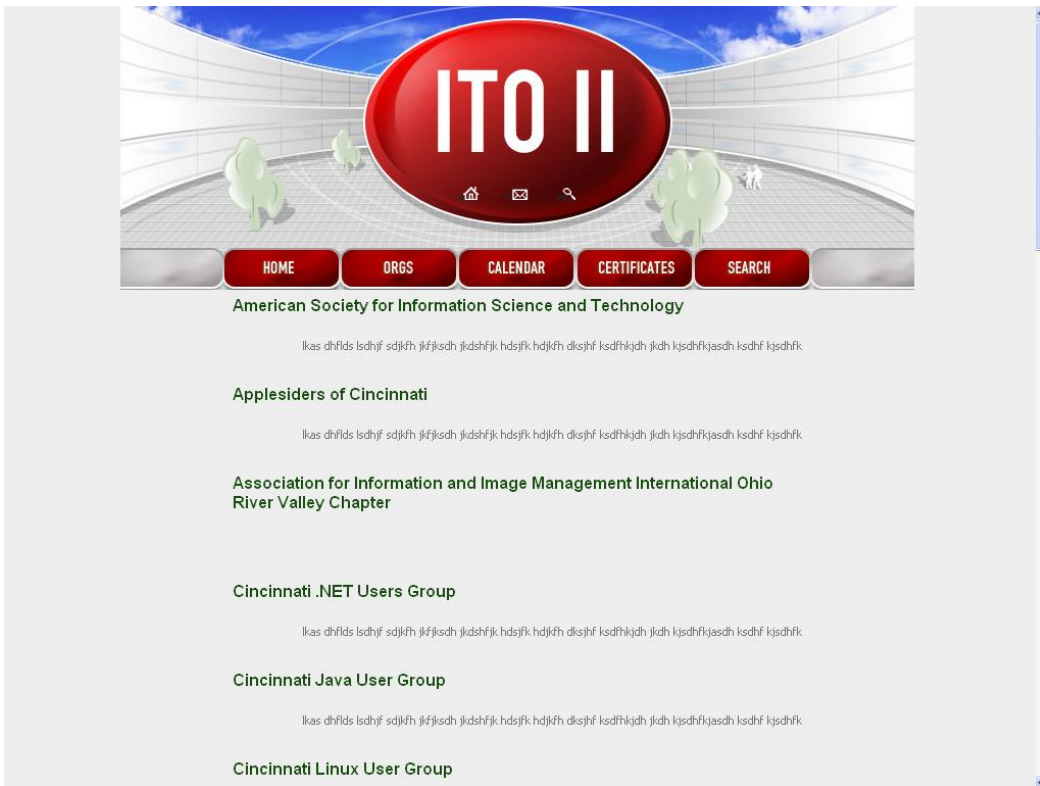 ITO II
HOME ORGS CALENDAR CERTIFICATES SEARCH
American Society for Information Science and Technology
lkas dhflds lsdhjf sdjkfh jkfjksdh jkdshfjk hdsjfk hdjkfh dksjhf ksdfhkjdh jkdh kjsdhfkjasdh ksdhf kjsdhfk
Applesiders of Cincinnati
lkas dhflds lsdhjf sdjkfh jkfjksdh jkdshfjk hdsjfk hdjkfh dksjhf ksdfhkjdh jkdh kjsdhfkjasdh ksdhf kjsdhfk
Association for Information and Image Management International Ohio
River Valley Chapter
Cincinnati .NET Users Group
lkas dhflds lsdhjf sdjkfh jkfjksdh jkdshfjk hdsjfk hdjkfh dksjhf ksdfhkjdh jkdh kjsdhfkjasdh ksdhf kjsdhfk
Cincinnati Java User Group
lkas dhflds lsdhjf sdjkfh jkfjksdh jkdshfjk hdsjfk hdjkfh dksjhf ksdfhkjdh jkdh kjsdhfkjasdh ksdhf kjsdhfk
Cincinnati Linux User Group